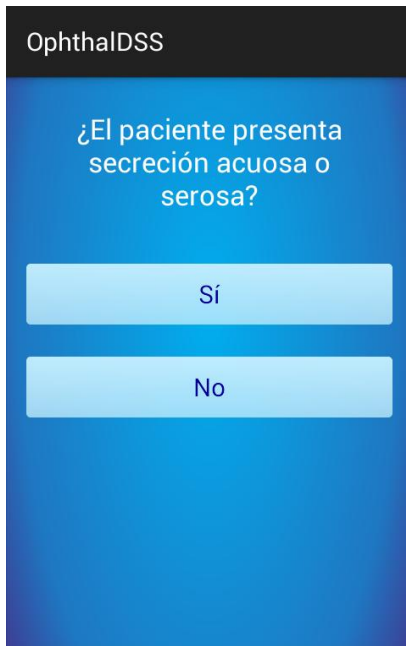 OphthalDSS
¿El paciente presenta
secreción acuosa o
serosa?
Sí
No